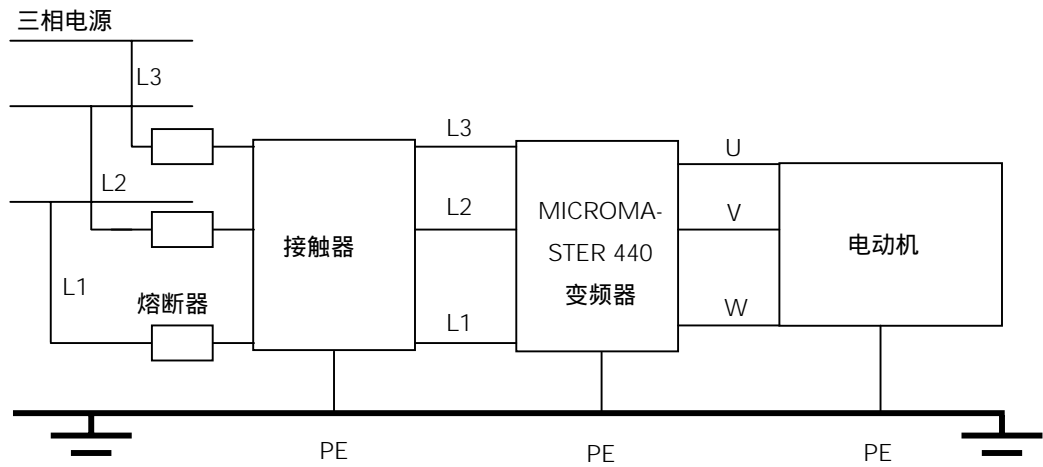 三相电源
L3
L2
L1
熔断器
接触器
L3
L2
L1
MICROMA-
STER 440
变频器
U
V
W
电动机
PE
PE
PE